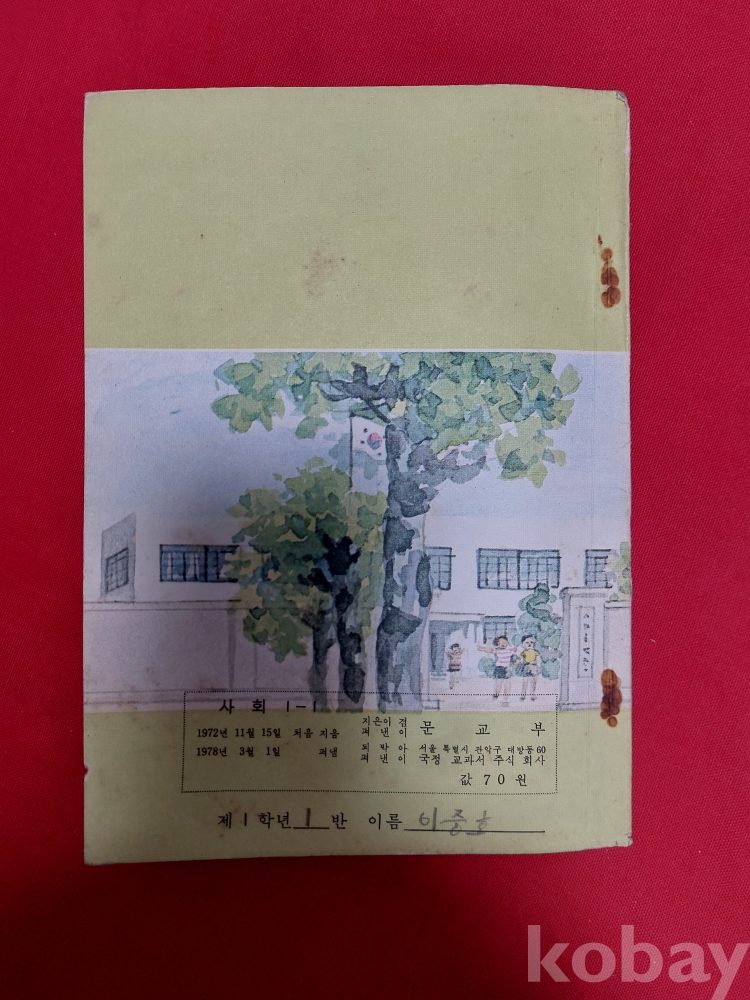 사 회 1-1
1972년 11월 15일 처음 지음
1978년 3월 1일 펴냄
지은이 겸
펴 낸 이 문 교 부
되 박 아 서울 특별시 관악구 대방동 60
펴 낸 이 국정 교과서 주식 회사
값 70 원
제 1 학년 1 반 이름 이중호
kobay